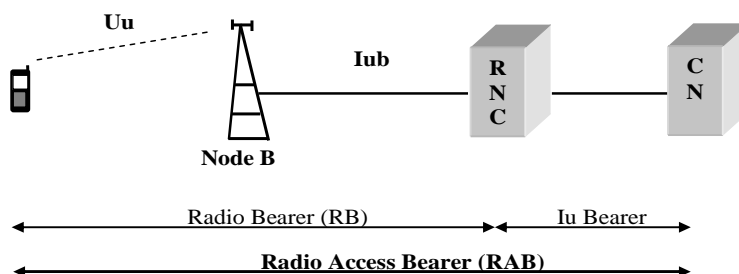 Uu
Iub
R
N
C
C
N
Node B
Radio Bearer (RB)
Iu Bearer
Radio Access Bearer (RAB)